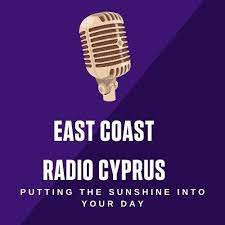 EAST COAST
RADIO CYPRUS
PUTTING THE SUNSHINE INTO
YOUR DAY